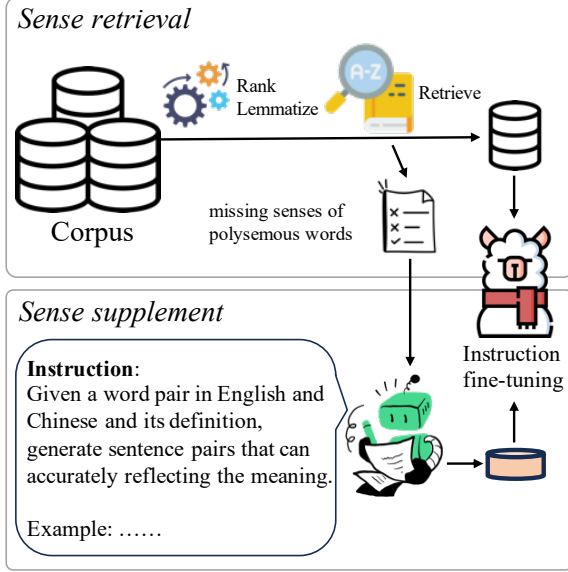 Sense retrieval
A-Z
Rank
Lemmatize
Retrieve
Corpus
missing senses of
polysemous words
Sense supplement
Instruction
fine-tuning
Instruction:
Given a word pair in English and
Chinese and its definition,
generate sentence pairs that can
accurately reflecting the meaning.
Example: ……